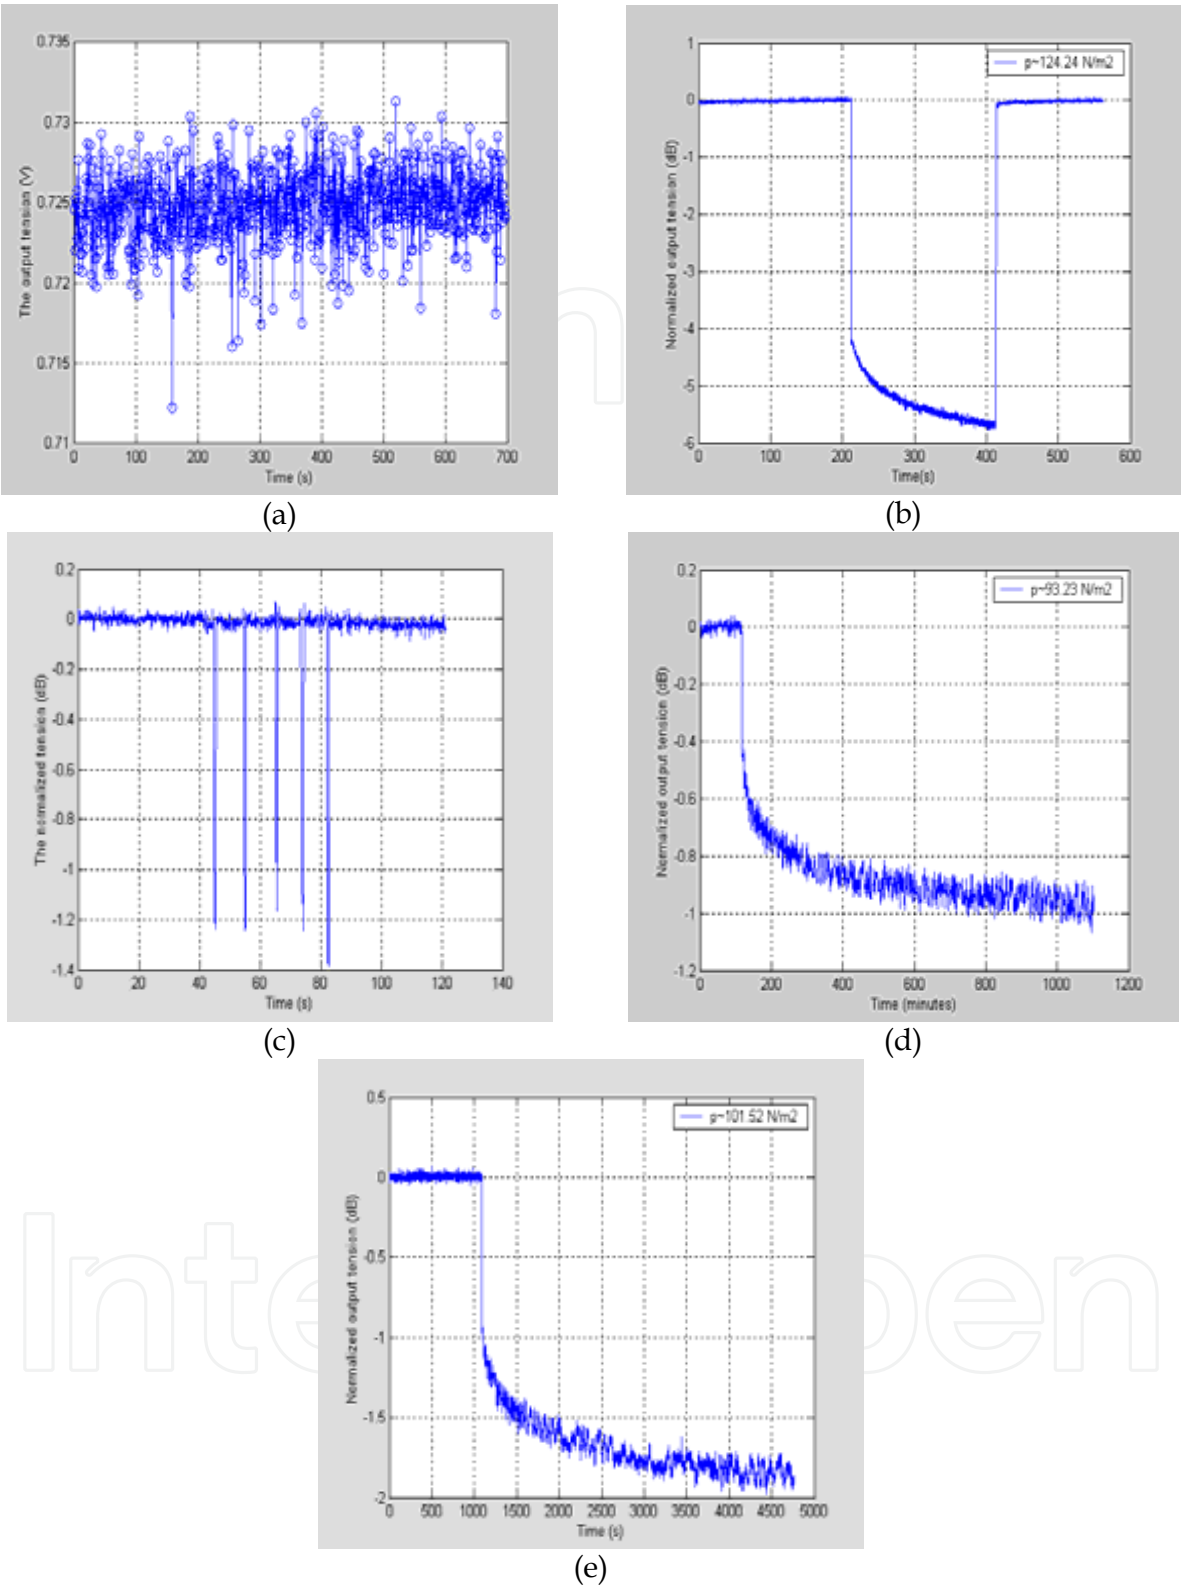 0.735
0.73
0.725
0.72
0.715
0.71
The output tension (V)
0 100 200 300 400 500 600 700
Time (s)
(a)
1
0
-1
-2
-3
-4
-5
-6
Normalized output tension (dB)
p~124.24 N/m2
0 100 200 300 400 500 600
Time(s)
(b)
0.2
0
-0.2
-0.4
-0.6
-0.8
-1
-1.2
-1.4
The normalized tension (dB)
0 20 40 60 80 100 120 140
Time (s)
(c)
0.2
0
-0.2
-0.4
-0.6
-0.8
-1
-1.2
Normalized output tension (dB)
p~93.23 N/m2
0 200 400 600 800 1000 1200
Time (minutes)
(d)
0.5
0
-0.5
-1
-1.5
-2
Normalized output tension (dB)
p~101.52 N/m2
0 500 1000 1500 2000 2500 3000 3500 4000 4500 5000
Time (s)
(e)